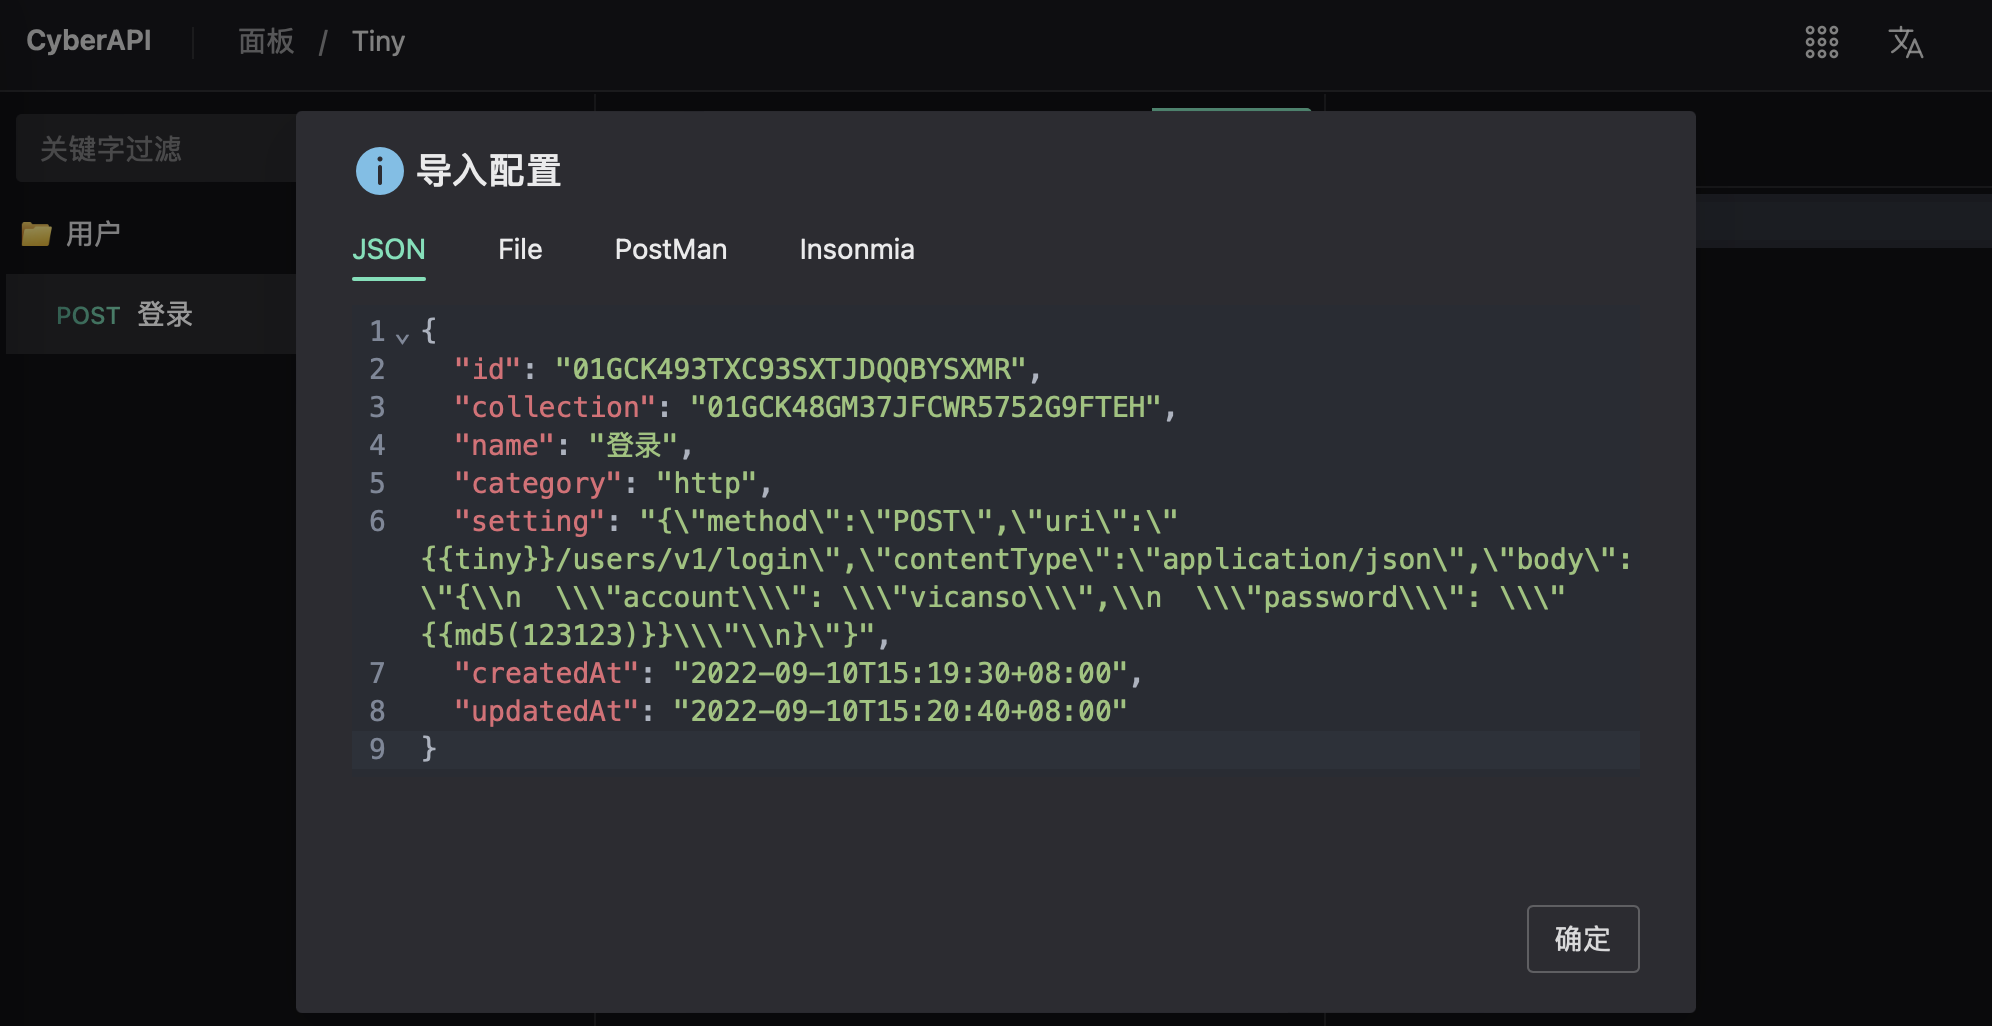 CyberAPI 面板 / Tiny
关键字过滤
用户
POST 登录
导入配置
JSON File PostMan Insonmia
1 {
2 "id": "01GCK493TXC93SXTJDQQBYSXMR",
3 "collection": "01GCK48GM37JFCWR5752G9FTEH",
4 "name": "登录",
5 "category": "http",
6 "setting": "{\"method\":\"POST\",\"uri\":\"
{{tiny}}/users/v1/login\",\"contentType\":\"application/json\",\"body\":
\"{\\n  \\\"account\\\": \\\"vicanso\\\",\\n  \\\"password\\\": \\\"
{{md5(123123)}}\\\"\\n}\"}",
7 "createdAt": "2022-09-10T15:19:30+08:00",
8 "updatedAt": "2022-09-10T15:20:40+08:00"
9 }
确定